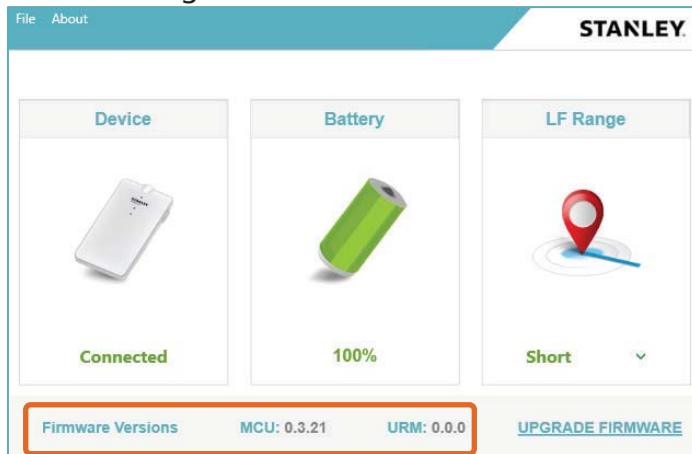 File About
STANLEY.
Device Battery LF Range
STANLEY
Connected 100% Short
Firmware Versions MCU: 0.3.21 URM: 0.0.0 UPGRADE FIRMWARE